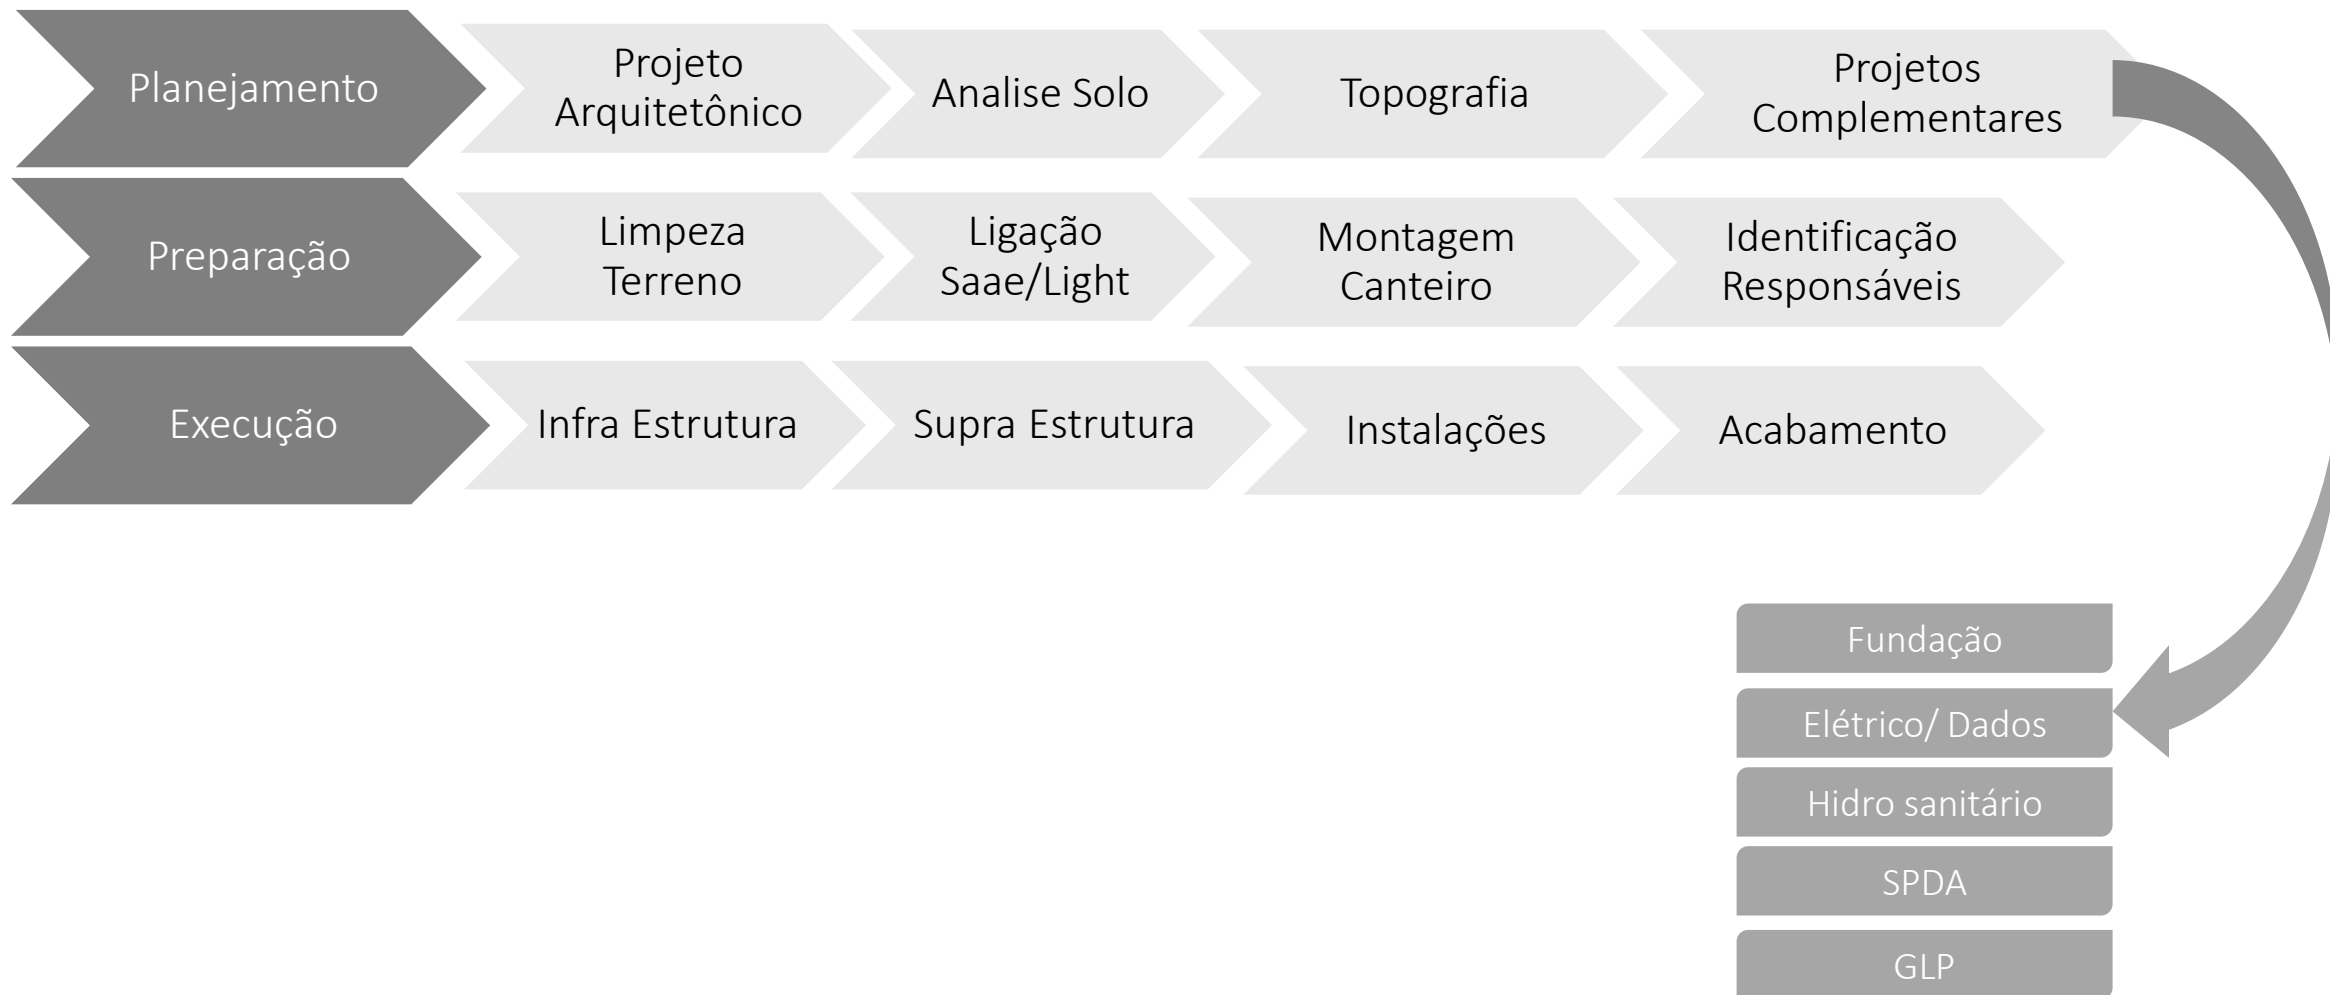 Planejamento
Projeto
Arquitetônico
Analise Solo
Topografia
Projetos
Complementares
Preparação
Limpeza
Terreno
Ligação
Saae/Light
Montagem
Canteiro
Identificação
Responsáveis
Execução
Infra Estrutura
Supra Estrutura
Instalações
Acabamento
Fundação
Elétrico/ Dados
Hidro sanitário
SPDA
GLP